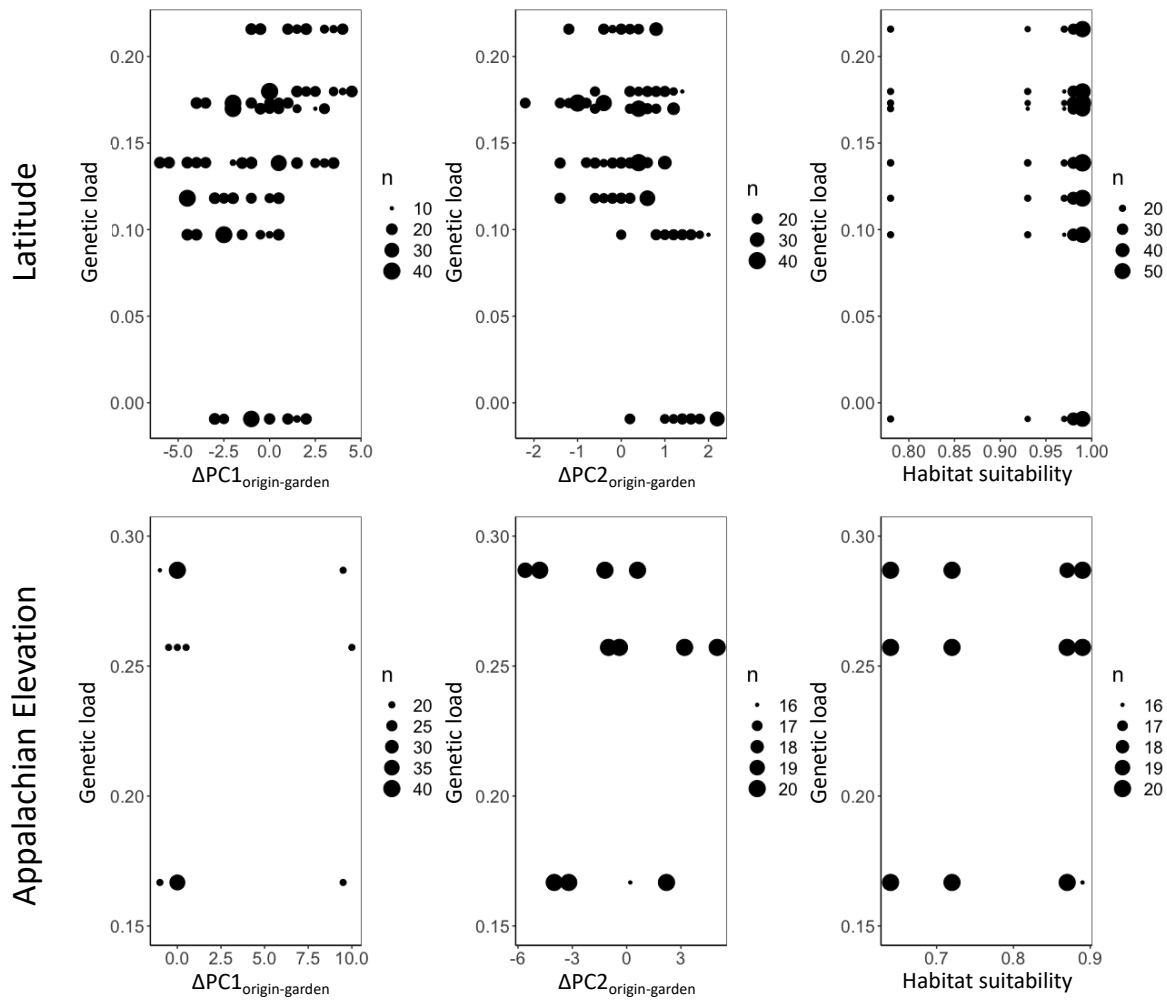 Latitude
Genetic load
0.20
0.15
0.10
0.05
0.00
-5.0 -2.5 0.0 2.5 5.0
ΔPC1origin-garden
n
10
20
30
40
Genetic load
0.20
0.15
0.10
0.05
0.00
-2 -1 0 1 2
ΔPC2origin-garden
n
20
30
40
Genetic load
0.20
0.15
0.10
0.05
0.00
0.80 0.85 0.90 0.95 1.00
Habitat suitability
n
20
30
40
50
Appalachian Elevation
Genetic load
0.30
0.25
0.20
0.15
0.0 2.5 5.0 7.5 10.0
ΔPC1origin-garden
n
20
25
30
35
40
Genetic load
0.30
0.25
0.20
0.15
-6 -3 0 3
ΔPC2origin-garden
n
16
17
18
19
20
Genetic load
0.30
0.25
0.20
0.15
0.7 0.8 0.9
Habitat suitability
n
16
17
18
19
20